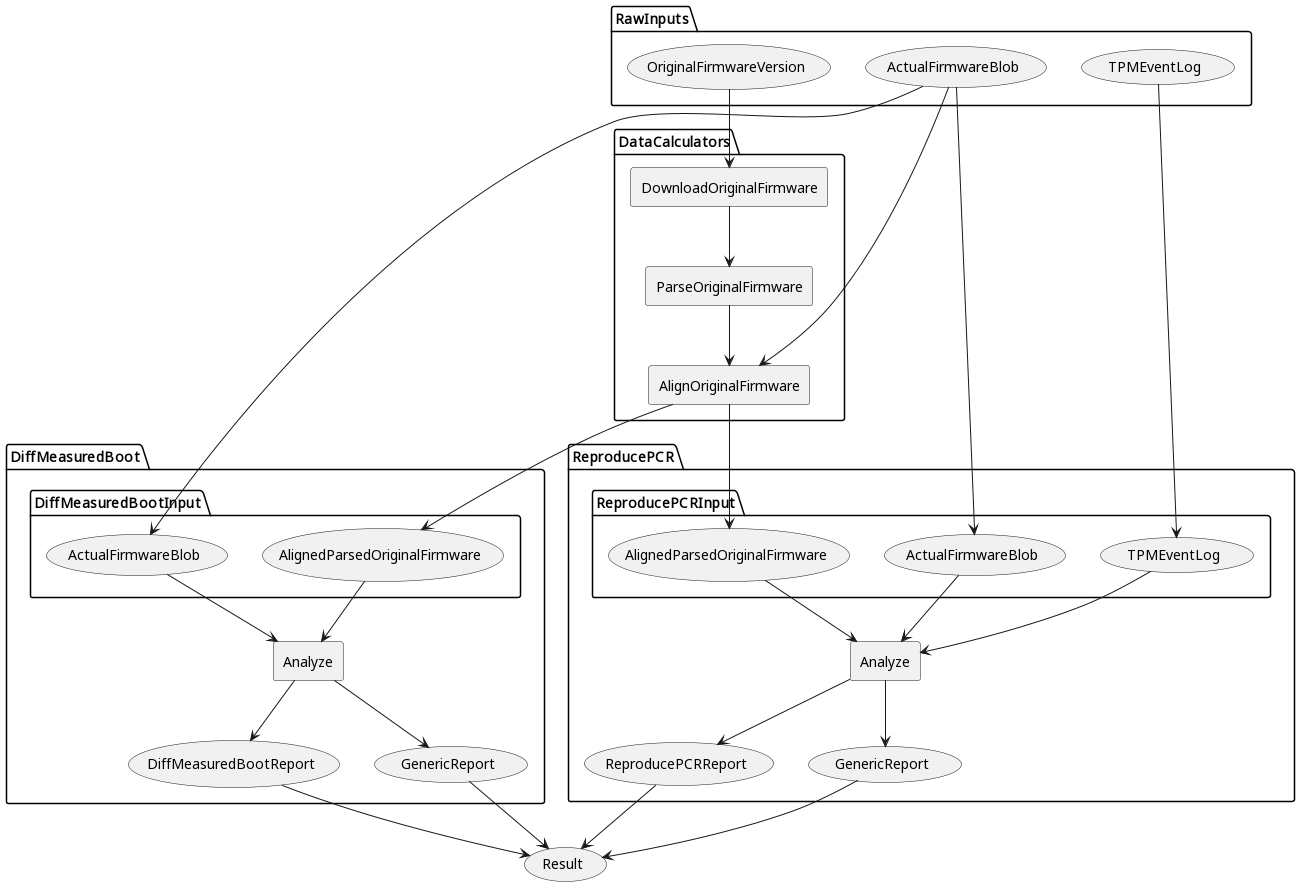 RawInputs
OriginalFirmwareVersion
ActualFirmwareBlob
TPMEventLog
DataCalculators
DownloadOriginalFirmware
ParseOriginalFirmware
AlignOriginalFirmware
DiffMeasuredBoot
ReproducePCR
DiffMeasuredBootInput
ReproducePCRInput
ActualFirmwareBlob
AlignedParsedOriginalFirmware
AlignedParsedOriginalFirmware
ActualFirmwareBlob
TPMEventLog
Analyze
Analyze
DiffMeasuredBootReport
GenericReport
ReproducePCRReport
GenericReport
Result